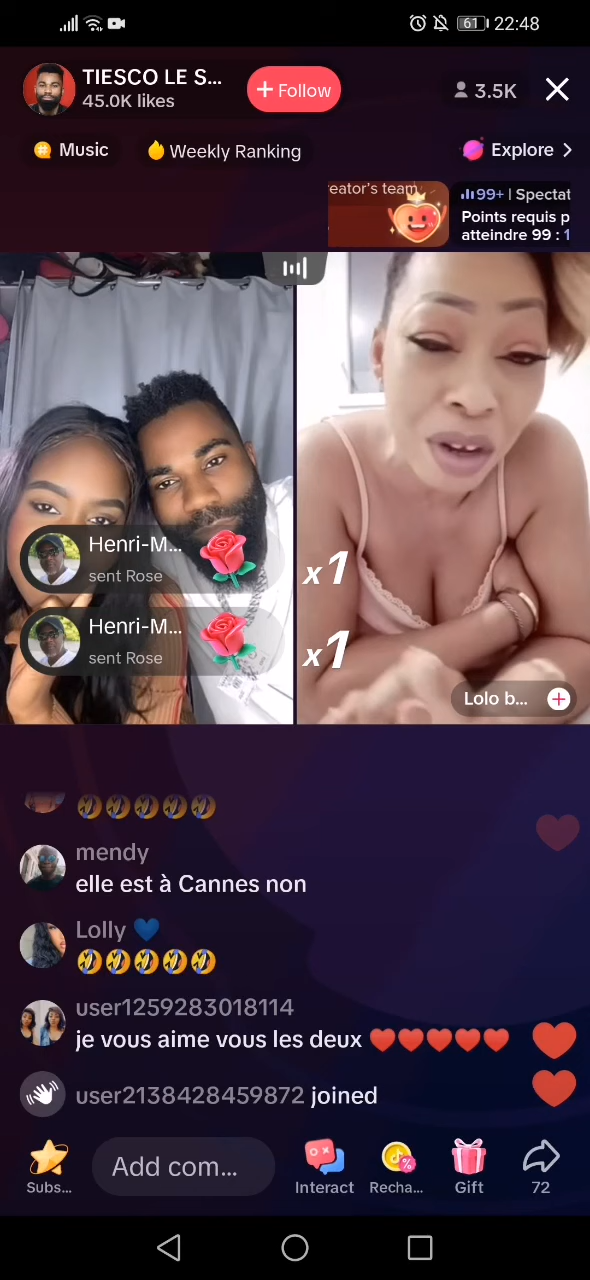 61 22:48
TIESCO LE S...
45.0K likes
+ Follow
3.5K
Music
Weekly Ranking
Explore >
eator's team
99+ | Spectat
Points requis p
atteindre 99 : 1
Henri-M...
sent Rose
x1
Henri-M...
sent Rose
x1
Lolo b...
mendy
elle est à Cannes non
Lolly 💙
🤣🤣🤣🤣🤣
user1259283018114
je vous aime vous les deux ❤️❤️❤️❤️❤️
user2138428459872 joined
Add com...
Subs...
Interact
Recha...
Gift
72